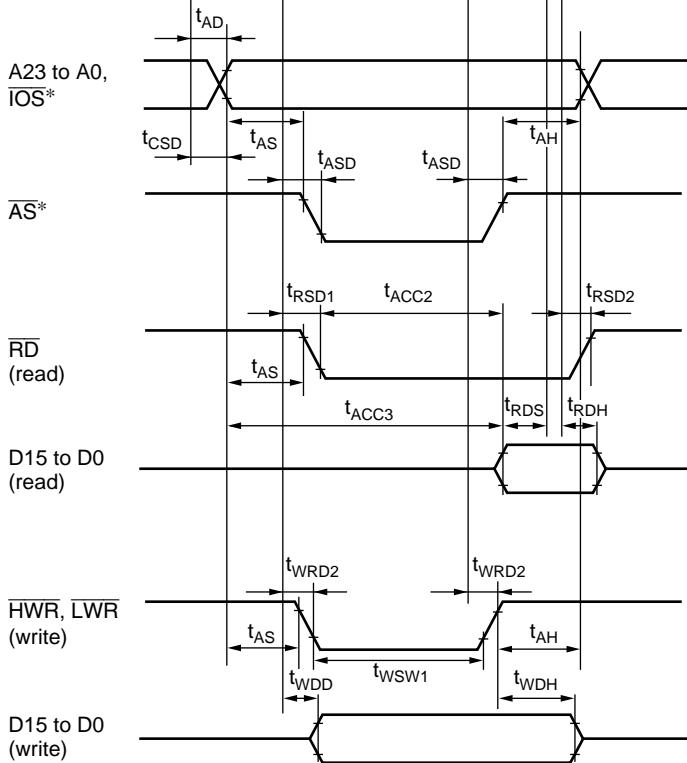 tAD
A23 to A0,
IOS*
tCSD
tAS
tAH
tASD
tASD
AS*
tRSD1
tACC2
tRSD2
RD
(read)
tAS
tACC3
tRDS
tRDH
D15 to D0
(read)
tWRD2
tWRD2
HWR, LWR
(write)
tAS
tAH
tWSW1
tWDD
tWDH
D15 to D0
(write)